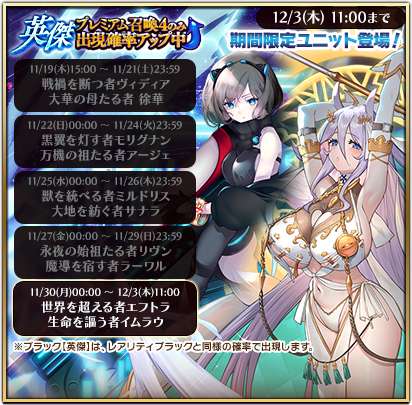 英傑
プレミアム召喚4のみ
出現確率アップ中
12/3(木) 11:00まで
期間限定ユニット登場!
11/19(木)15:00 ～ 11/21(土)23:59
戦禍を断つ者ヴィディア
大華の母たる者 徐華
11/22(日)00:00 ～ 11/24(火)23:59
黒翼を灯す者モリグナン
万機の祖たる者アージェ
11/25(水)00:00 ～ 11/26(木)23:59
獣を統べる者ミルドリス
大地を紡ぐ者サナラ
11/27(金)00:00 ～ 11/29(日)23:59
永夜の始祖たる者リヴン
魔導を宿す者ラーワル
11/30(月)00:00 ～ 12/3(木)11:00
世界を超える者エフトラ
生命を謳う者イムラウ
※ブラック【英傑】は、レアリティブラックと同様の確率で出現します。